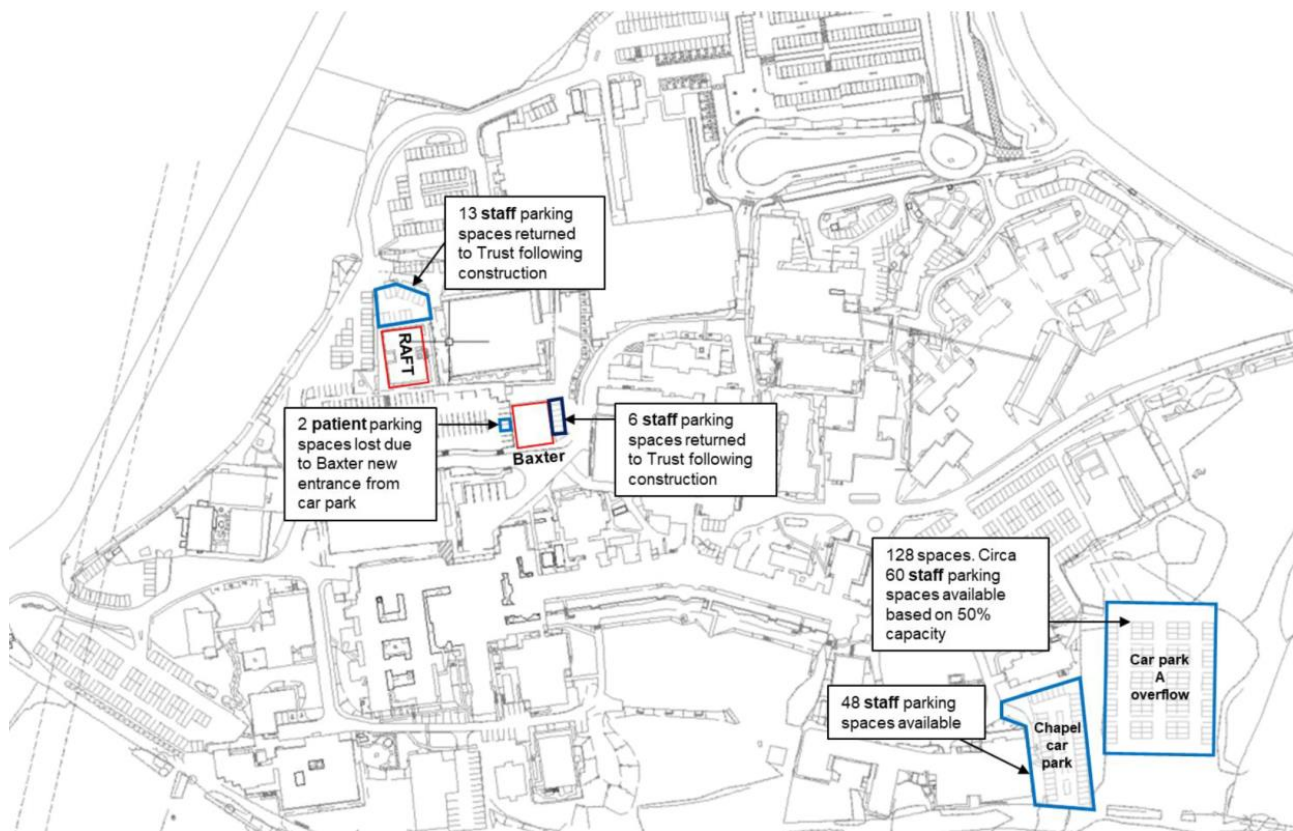 13 staff parking
spaces returned
to Trust following
construction
RAFT
2 patient parking
spaces lost due
to Baxter new
entrance from
car park
Baxter
6 staff parking
spaces returned
to Trust following
construction
128 spaces. Circa
60 staff parking
spaces available
based on 50%
capacity
Car park
A
overflow
48 staff parking
spaces available
Chapel
car
park